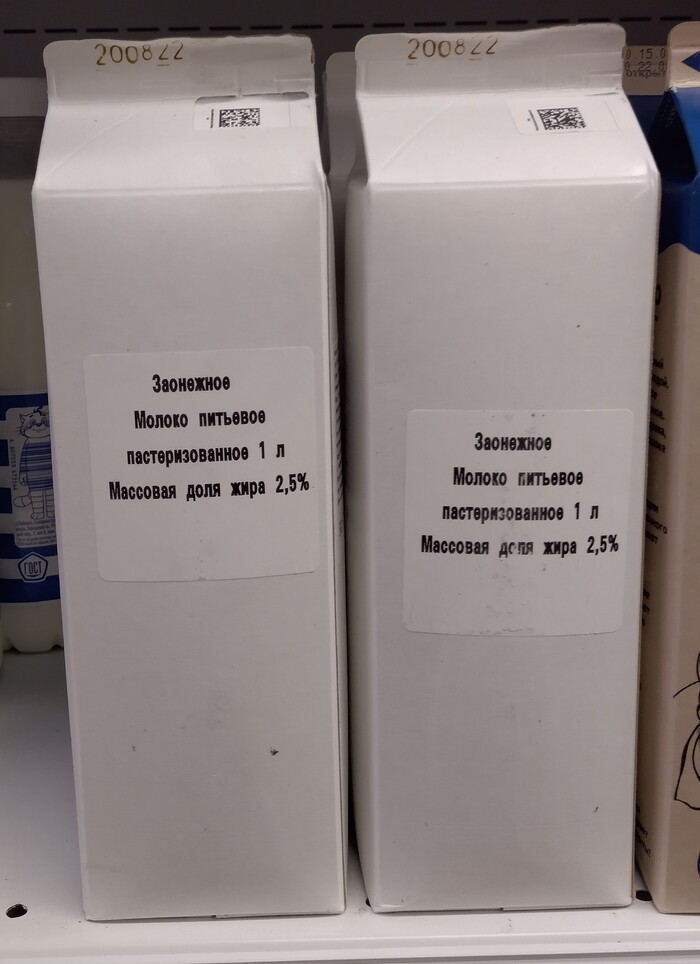 200822
200822
Заонежное
Молоко питьевое
пастеризованное 1 л
Массовая доля жира 2,5%
Заонежное
Молоко питьевое
пастеризованное 1 л
Массовая доля жира 2,5%
ГОСТ